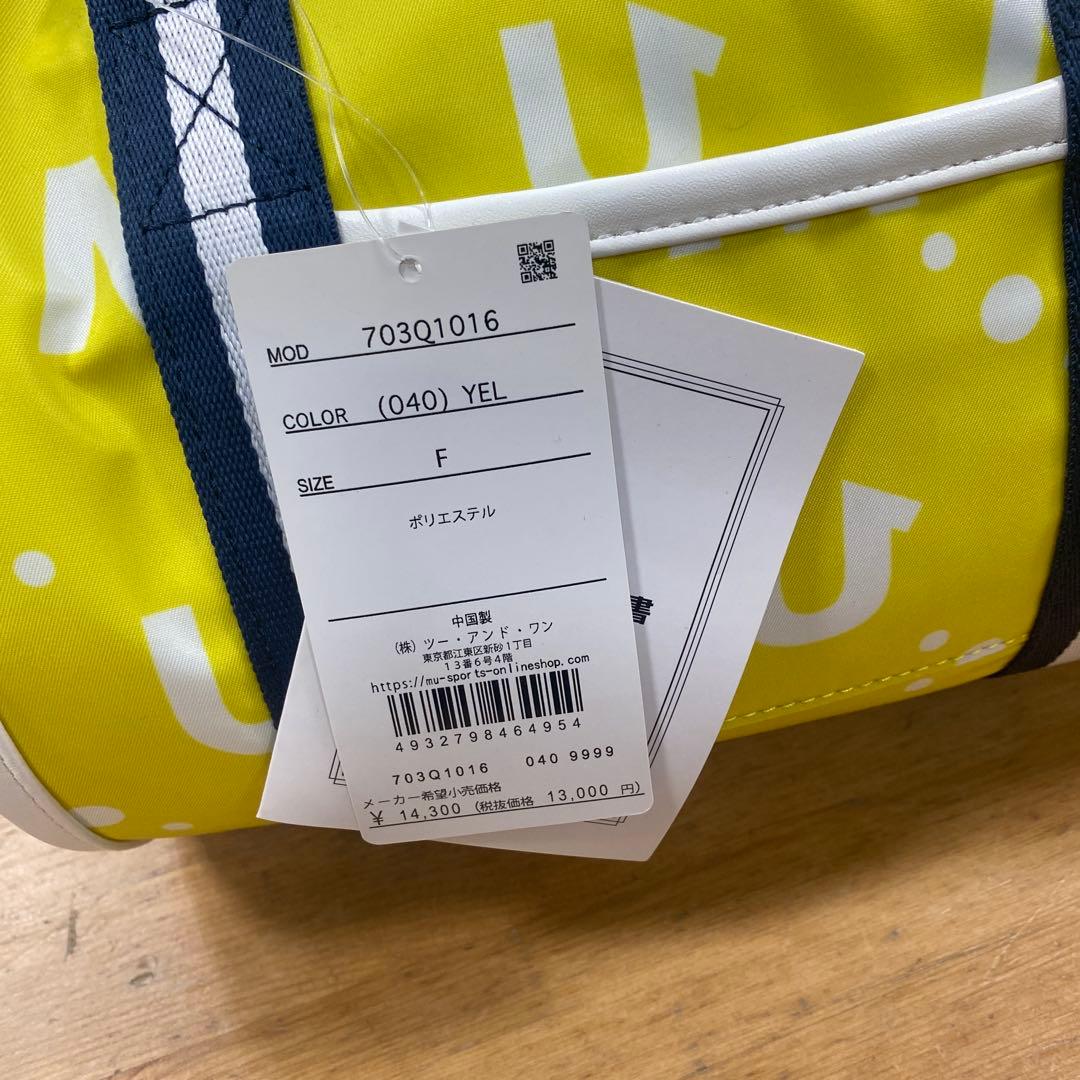 MOD 703Q1016
COLOR (040) YEL
SIZE F
ポリエステル
中国製
(株) ツー・アンド・ワン
東京都江東区新砂1丁目
13番6号4階
https://mu-sports-onlineshop.com
4932798464954
703Q1016 040 9999
メーカー希望小売価格
¥ 14,300 (税抜価格 13,000 円)
書
U
U
U